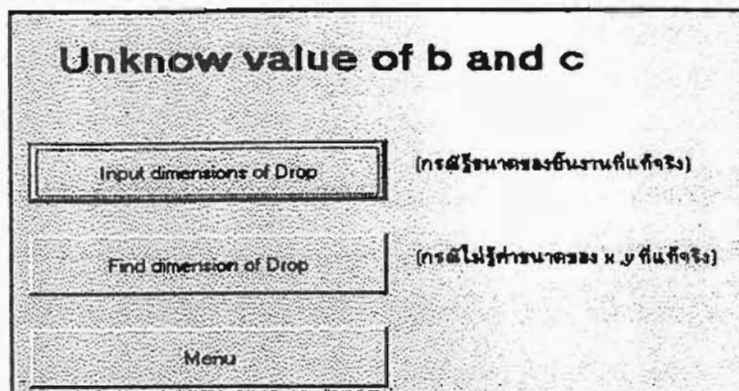 Unknow value of b and c
Input dimensions of Drop
(กรณีรู้ขนาดของชิ้นงานที่แท้จริง)
Find dimension of Drop
(กรณีไม่รู้ค่าขนาดของ x ,y ที่แท้จริง)
Menu